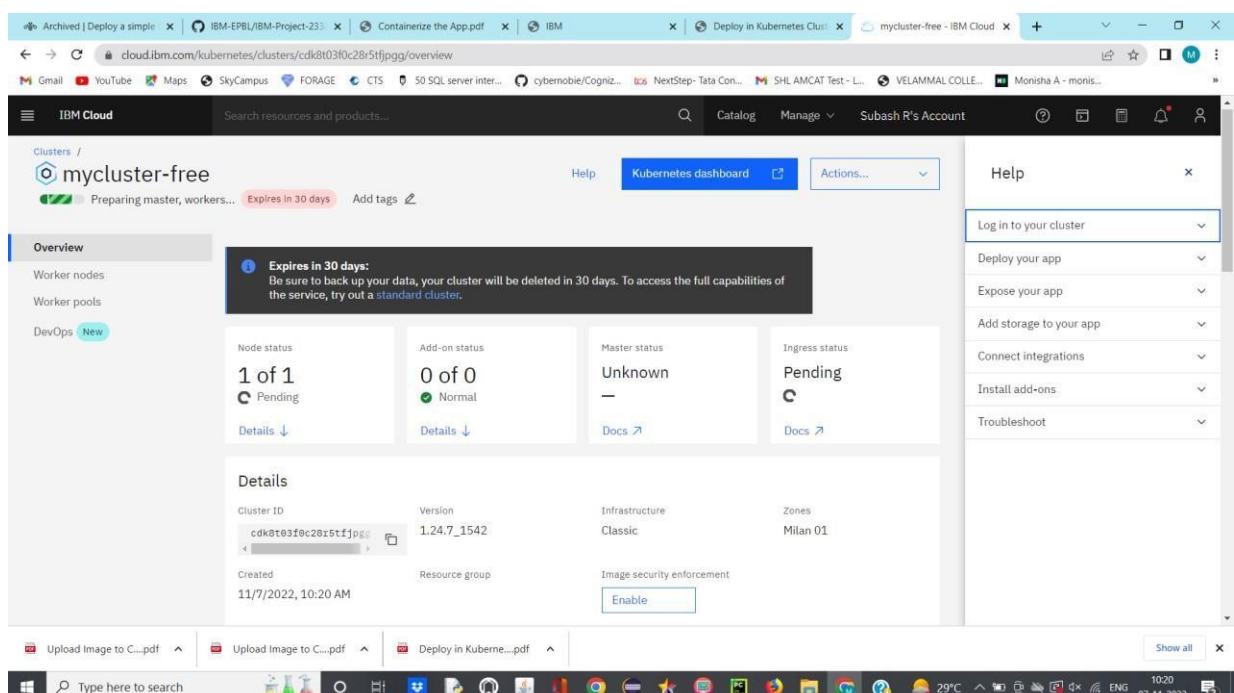 Archived | Deploy a simple
IBM-EPBL/IBM-Project-233
Containerize the App.pdf
IBM
Deploy in Kubernetes Clust
mycluster-free - IBM Cloud
cloud.ibm.com/kubernetes/clusters/cdk8t03f0c28r5tfjpgg/overview
M
Gmail YouTube Maps SkyCampus FORAGE CTS 50 SQL server inter... cybernobie/Cogniz... NextStep- Tata Con... SHL AMCAT Test - L... VELAMMAL COLLE... Monisha A - monis...
IBM Cloud
Search resources and products...
Catalog Manage Subash R's Account
Clusters /
mycluster-free
Help
Kubernetes dashboard
Actions...
Preparing master, workers...
Expires in 30 days
Add tags
Overview
Worker nodes
Worker pools
DevOps New
Expires in 30 days:
Be sure to back up your data, your cluster will be deleted in 30 days. To access the full capabilities of
the service, try out a standard cluster.
Node status
1 of 1
Pending
Details
Add-on status
0 of 0
Normal
Details
Master status
Unknown
—
Docs
Ingress status
Pending
Docs
Details
Cluster ID
cdk8t03f0c28r5tfjpgg
Version
1.24.7_1542
Infrastructure
Classic
Zones
Milan 01
Created
11/7/2022, 10:20 AM
Resource group
Image security enforcement
Enable
Help
Log in to your cluster
Deploy your app
Expose your app
Add storage to your app
Connect integrations
Install add-ons
Troubleshoot
Upload Image to C....pdf
Upload Image to C....pdf
Deploy in Kuberne....pdf
Show all
Type here to search
29°C
ENG
10:20